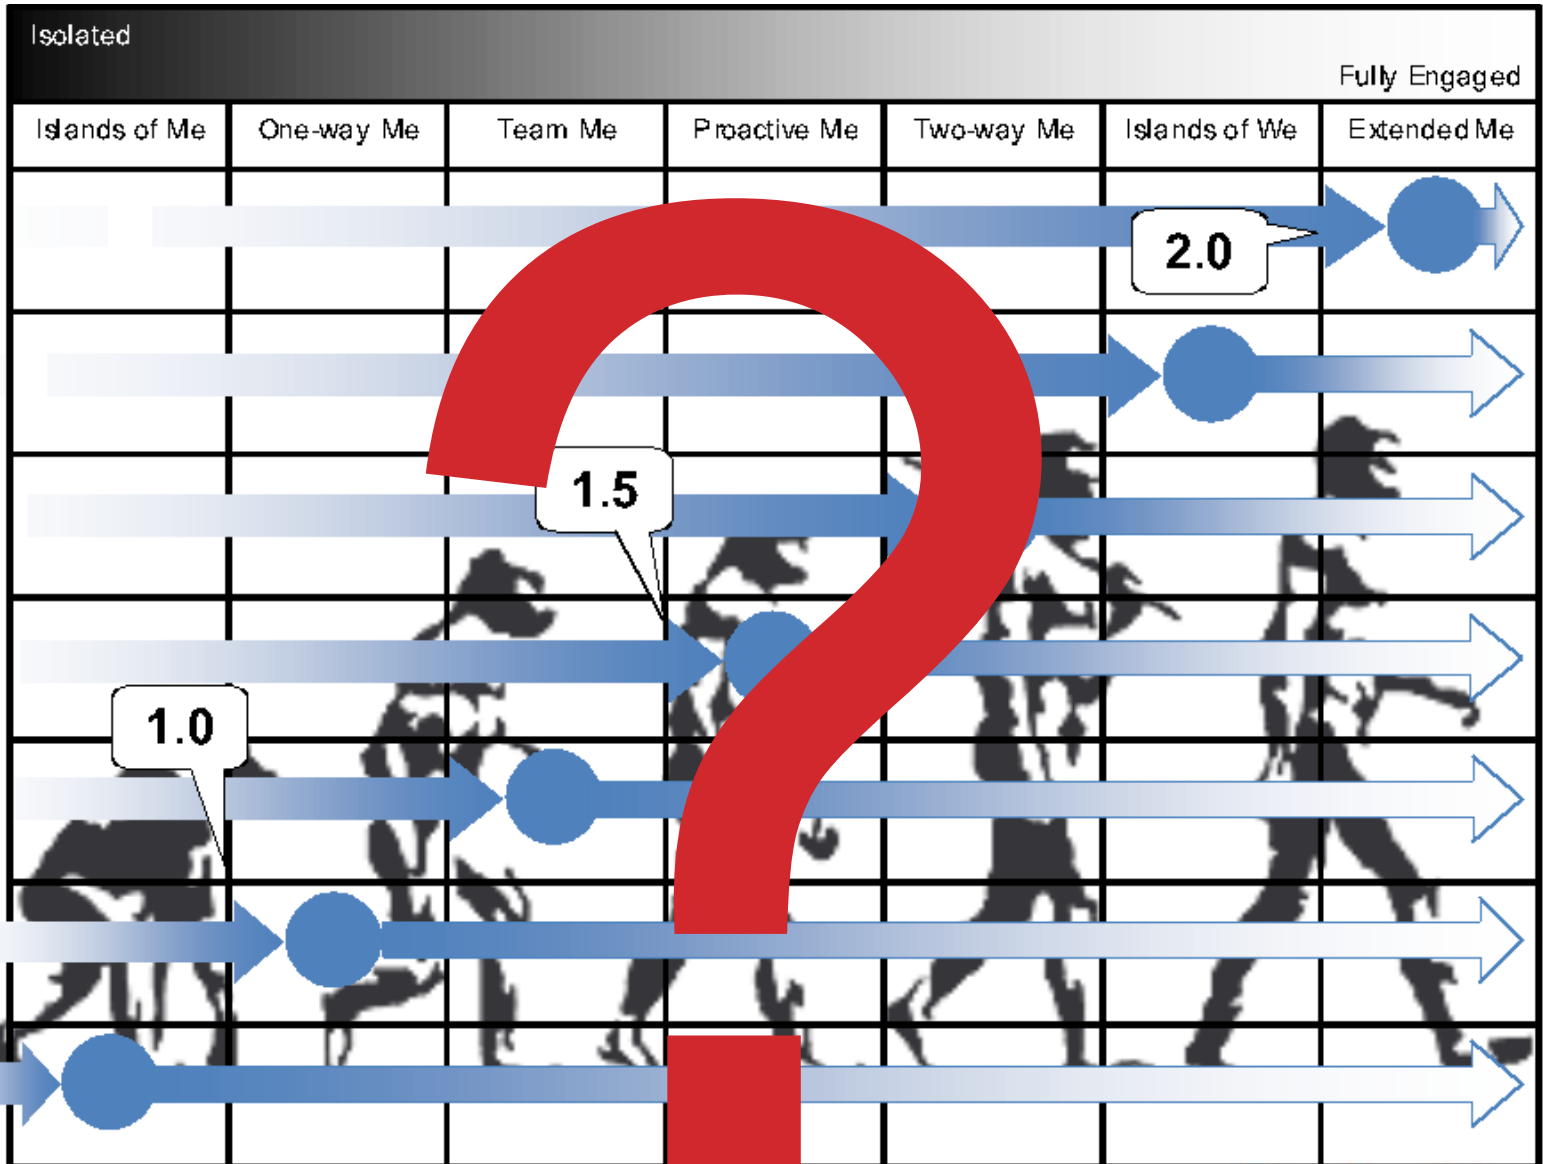 Isolated
Fully Engaged
Islands of Me
One-way Me
Team Me
Proactive Me
Two-way Me
Islands of We
Extended Me
2.0
1.5
1.0
?